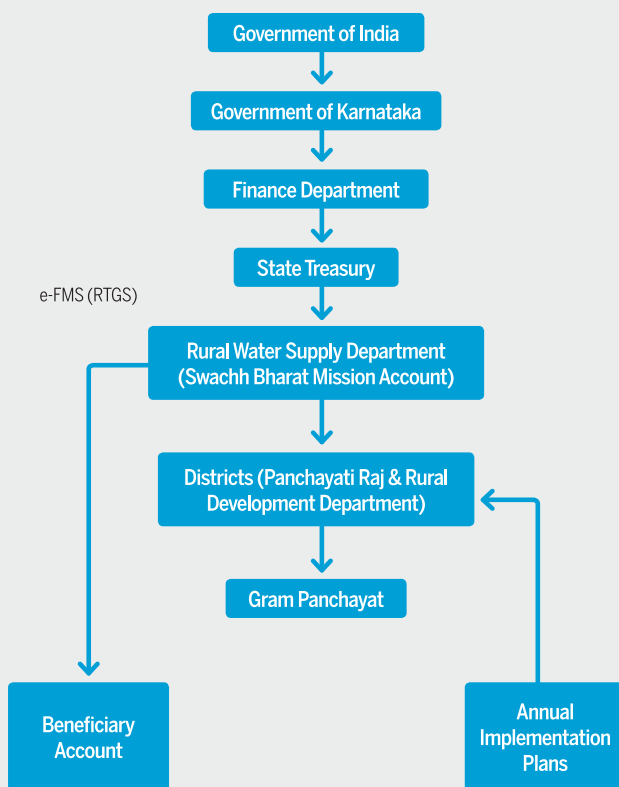 Government of India
Government of Karnataka
Finance Department
State Treasury
e-FMS (RTGS)
Rural Water Supply Department
(Swachh Bharat Mission Account)
Districts (Panchayati Raj & Rural
Development Department)
Gram Panchayat
Beneficiary
Account
Annual
Implementation
Plans